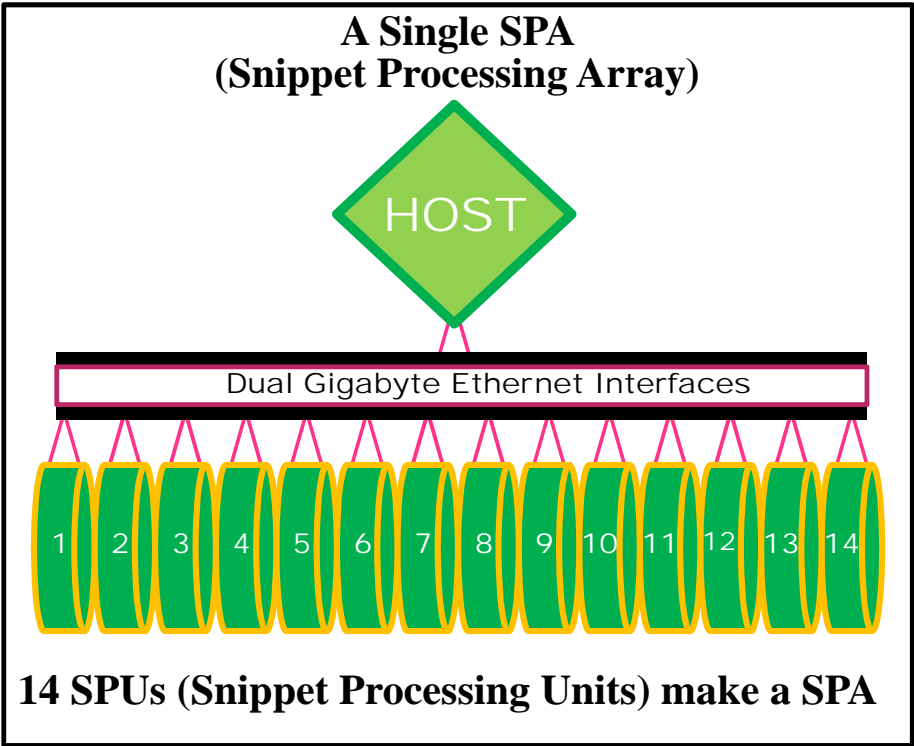 A Single SPA
(Snippet Processing Array)
HOST
Dual Gigabyte Ethernet Interfaces
1 2 3 4 5 6 7 8 9 10 11 12 13 14
14 SPUs (Snippet Processing Units) make a SPA